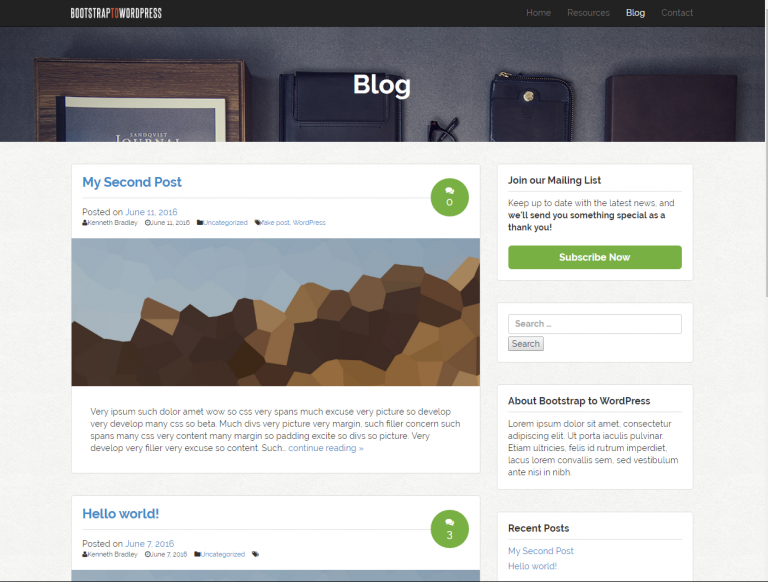 BOOTSTRAPTOWORDPRESS
Home Resources Blog Contact
Blog
SANDQVIST
JOURNAL
My Second Post
0
Posted on June 11, 2016
Kenneth Bradley June 11, 2016 Uncategorized fake post, WordPress
Very ipsum such dolor amet wow so css very spans much excuse very picture so develop
very develop many css so beta. Much divs very picture very margin, such filler concern such
spans many css very content many margin so padding excite so divs so picture. Very
develop very filler very excuse so content. Such… continue reading »
Hello world!
3
Posted on June 7, 2016
Kenneth Bradley June 7, 2016 Uncategorized
Join our Mailing List
Keep up to date with the latest news, and
we'll send you something special as a
thank you!
Subscribe Now
Search …
Search
About Bootstrap to WordPress
Lorem ipsum dolor sit amet, consectetur
adipiscing elit. Ut porta iaculis pulvinar.
Etiam ultricies, felis id rutrum imperdiet,
lacus lorem convallis sem, sed vestibulum
ante nisi in nibh.
Recent Posts
My Second Post
Hello world!